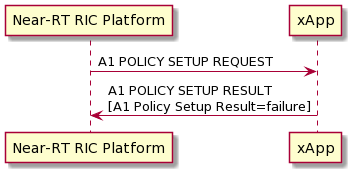 Near-RT RIC Platform xApp
A1 POLICY SETUP REQUEST
A1 POLICY SETUP RESULT
[A1 Policy Setup Result=failure]
Near-RT RIC Platform xApp